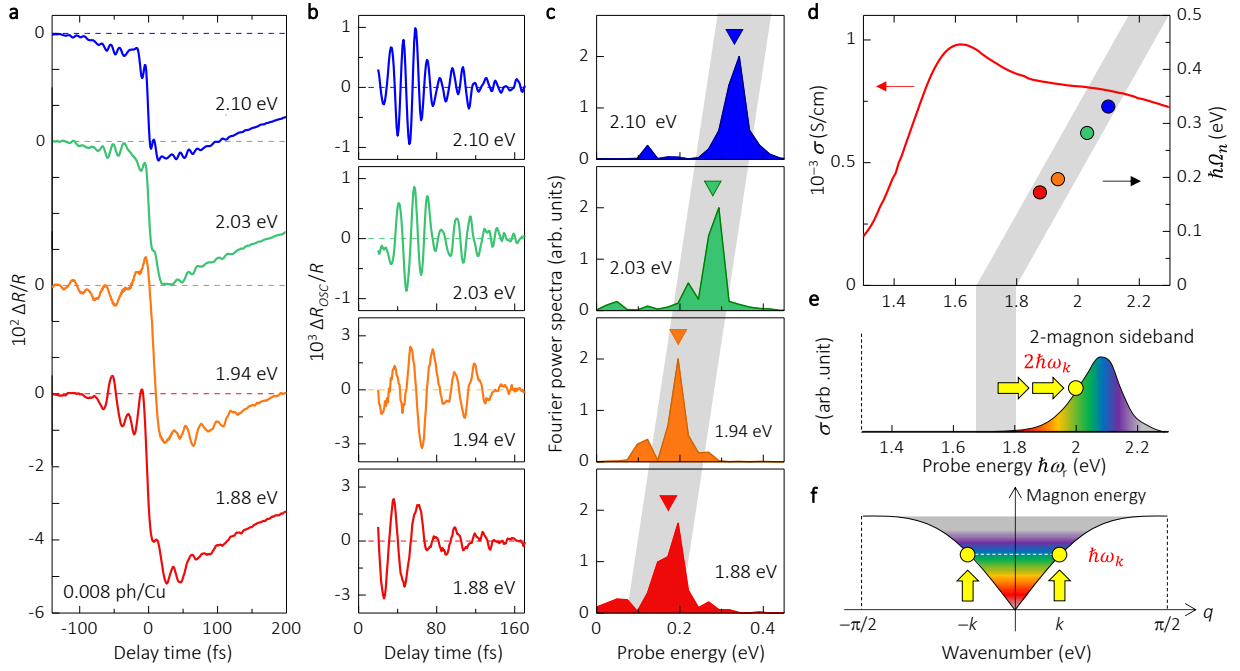 a
0
2.10 eV
0
2.03 eV
0
1.94 eV
0
-2
-4
-6
1.88 eV
0.008 ph/Cu
10² ΔR/R
-100
0
100
200
Delay time (fs)
b
1
0
-1
2.10 eV
1
0
-1
2.03 eV
3
0
-3
1.94 eV
3
0
-3
1.88 eV
10³ ΔR_OSC/R
0
70
170
Delay time (fs)
c
2
1
0
2.10 eV
2
1
0
2.03 eV
2
1
0
1.94 eV
2
1
0
1.88 eV
Fourier power spectra (arb. units)
0
0.2
0.4
Probe energy (eV)
d
1
0.5
0
10⁻³ σ (S/cm)
0.5
0.4
0.3
0.2
0.1
0
ħΩₙ (eV)
1.4
1.6
1.8
2
2.2
e
2-magnon sideband
2ħω_k
σ (arb .unit)
1.4
1.6
1.8
2
2.2
Probe energy ħω_r (eV)
f
Magnon energy
ħω_k
q
−π/2
−k
k
π/2
Wavenumber (eV)